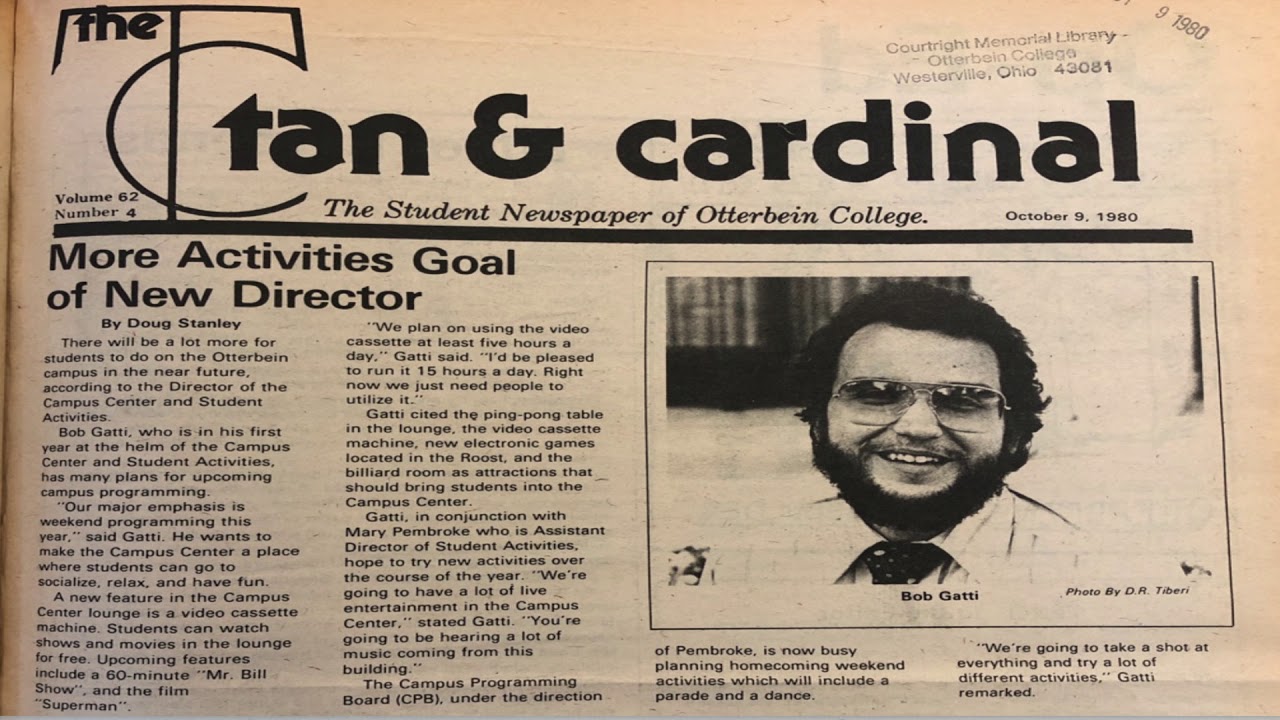 9 1980
Courtright Memorial Library
Otterbein College
Westerville, Ohio 43081
the
tan & cardinal
Volume 62
Number 4
The Student Newspaper of Otterbein College.
October 9, 1980
More Activities Goal
of New Director
By Doug Stanley
There will be a lot more for
students to do on the Otterbein
campus in the near future,
according to the Director of the
Campus Center and Student
Activities.
Bob Gatti, who is in his first
year at the helm of the Campus
Center and Student Activities,
has many plans for upcoming
campus programming.
"Our major emphasis is
weekend programming this
year," said Gatti. He wants to
make the Campus Center a place
where students can go to
socialize, relax, and have fun.
A new feature in the Campus
Center lounge is a video cassette
machine. Students can watch
shows and movies in the lounge
for free. Upcoming features
include a 60-minute "Mr. Bill
Show", and the film
"Superman".
"We plan on using the video
cassette at least five hours a
day," Gatti said. "I'd be pleased
to run it 15 hours a day. Right
now we just need people to
utilize it."
Gatti cited the ping-pong table
in the lounge, the video cassette
machine, new electronic games
located in the Roost, and the
billiard room as attractions that
should bring students into the
Campus Center.
Gatti, in conjunction with
Mary Pembroke who is Assistant
Director of Student Activities,
hope to try new activities over
the course of the year. "We're
going to have a lot of live
entertainment in the Campus
Center," stated Gatti. "You're
going to be hearing a lot of
music coming from this
building."
The Campus Programming
Board (CPB), under the direction
Bob Gatti
Photo By D.R. Tiberi
of Pembroke, is now busy
planning homecoming weekend
activities which will include a
parade and a dance.
"We're going to take a shot at
everything and try a lot of
different activities," Gatti
remarked.